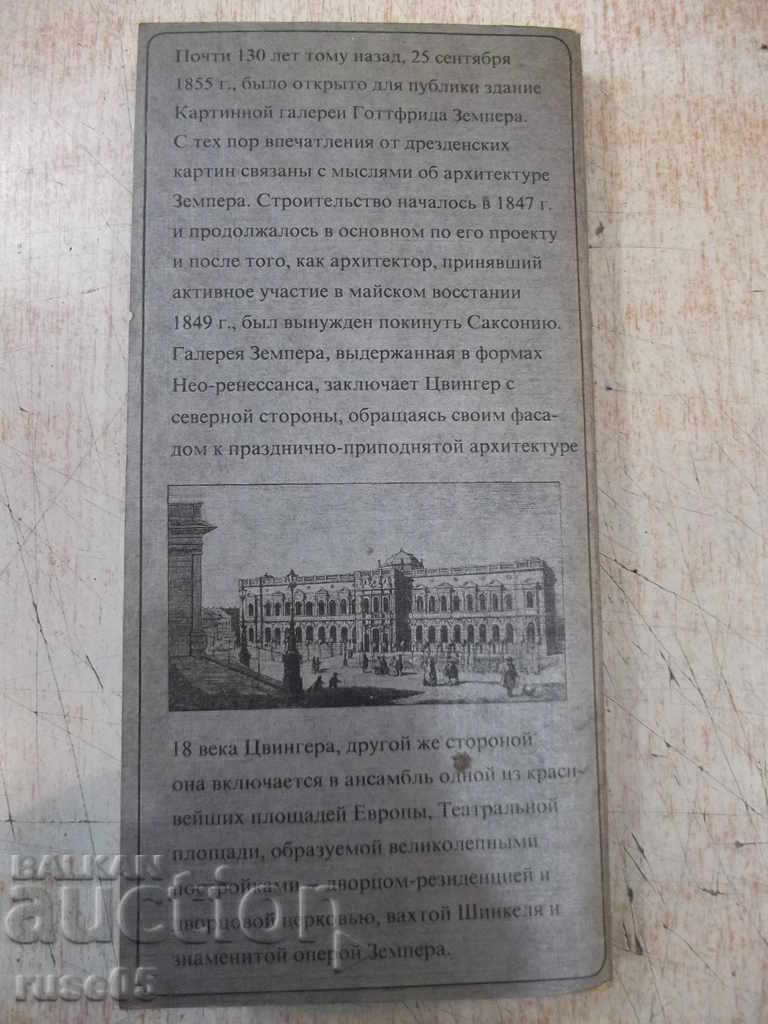 Почти 130 лет тому назад, 25 сентября
1855 г., было открыто для публики здание
Картинной галереи Готтфрида Земпера.
С тех пор впечатления от дрезденских
картин связаны с мыслями об архитектуре
Земпера. Строительство началось в 1847 г.
и продолжалось в основном по его проекту
и после того, как архитектор, принявший
активное участие в майском восстании
1849 г., был вынужден покинуть Саксонию.
Галерея Земпера, выдержанная в формах
Нео-ренессанса, заключает Цвингер с
северной стороны, обращаясь своим фаса-
дом к празднично-приподнятой архитектуре
18 века Цвингера, другой же стороной
она включается в ансамбль одной из краси-
вейших площадей Европы, Театральной
площади, образуемой великолепными
постройками – дворцом-резиденцией и
дворцовой церковью, вахтой Шинкеля и
знаменитой оперой Земпера.
BALKAN
auction
ruse05